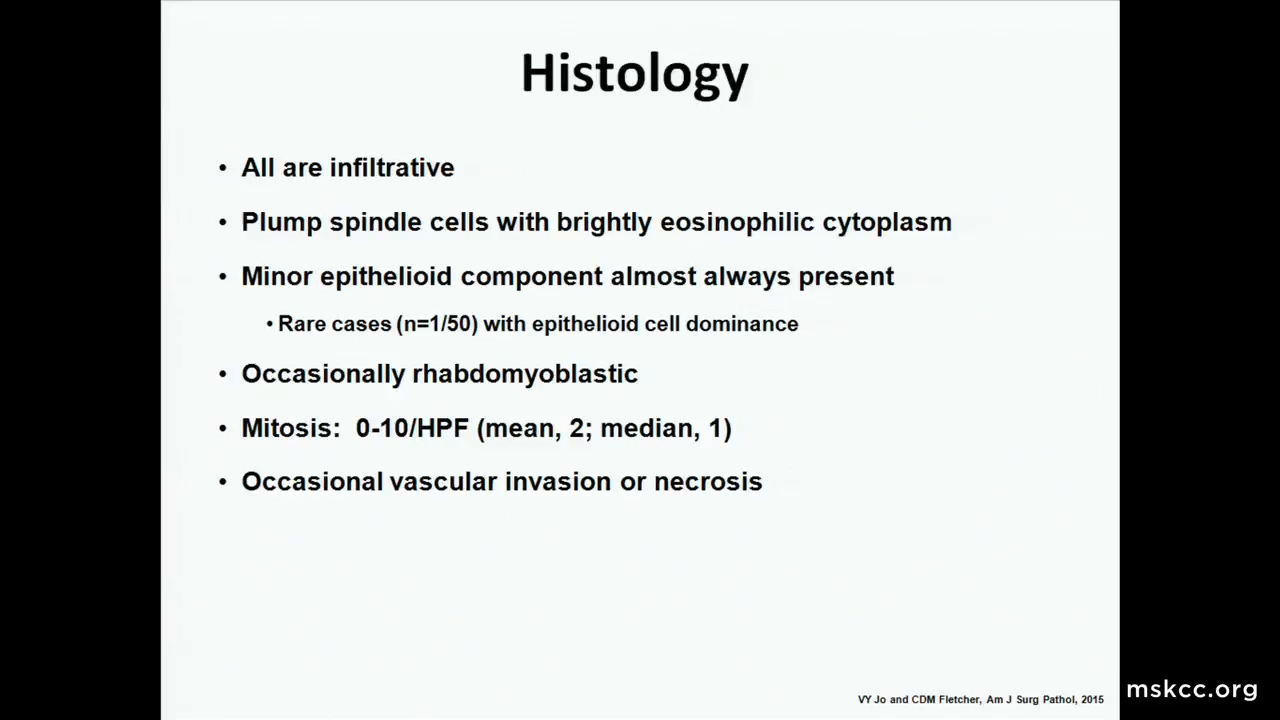 Histology
• All are infiltrative
• Plump spindle cells with brightly eosinophilic cytoplasm
• Minor epithelioid component almost always present
• Rare cases (n=1/50) with epithelioid cell dominance
• Occasionally rhabdomyoblastic
• Mitosis:  0-10/HPF (mean, 2; median, 1)
• Occasional vascular invasion or necrosis
VY Jo and CDM Fletcher, Am J Surg Pathol, 2015
mskcc.org